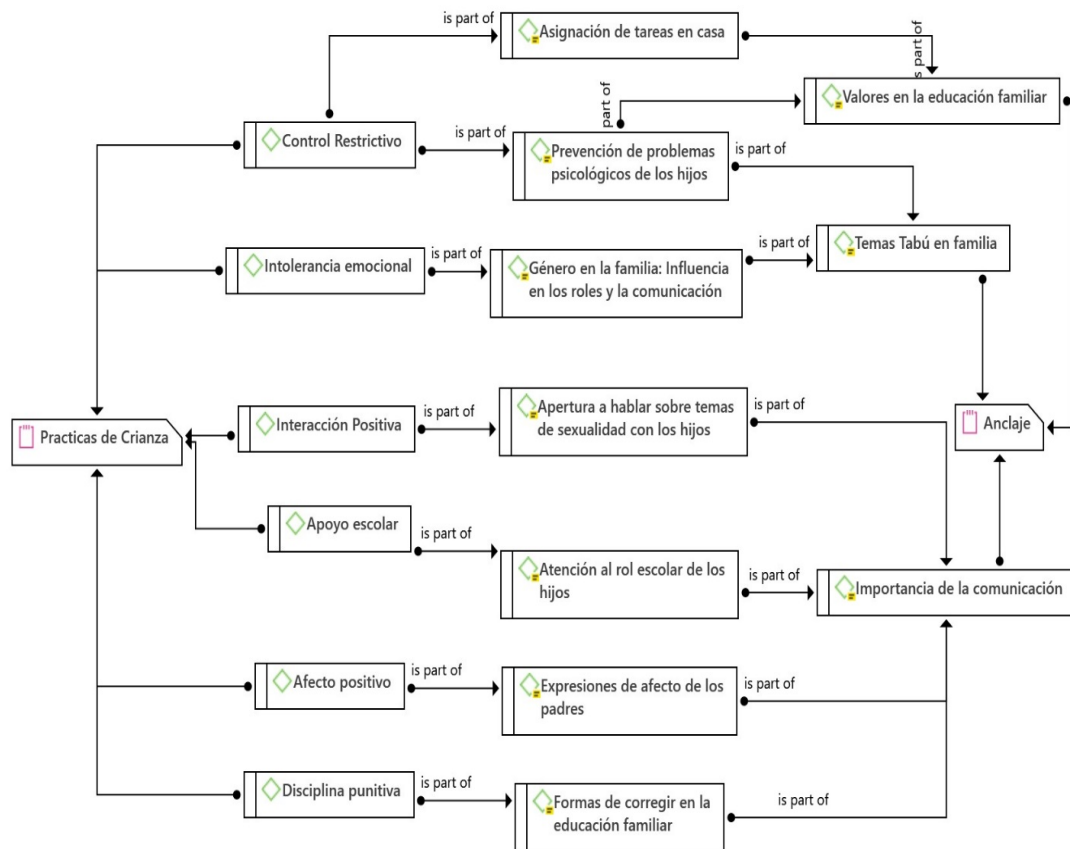 is part of
Asignación de tareas en casa
is part of
Valores en la educación familiar
part of
Control Restrictivo
is part of
Prevención de problemas
psicológicos de los hijos
is part of
Intolerancia emocional
is part of
Género en la familia: Influencia
en los roles y la comunicación
is part of
Temas Tabú en familia
Practicas de Crianza
Interacción Positiva
is part of
Apertura a hablar sobre temas
de sexualidad con los hijos
is part of
Anclaje
Apoyo escolar
is part of
Atención al rol escolar de los
hijos
is part of
Importancia de la comunicación
Afecto positivo
is part of
Expresiones de afecto de los
padres
is part of
Disciplina punitiva
is part of
Formas de corregir en la
educación familiar
is part of